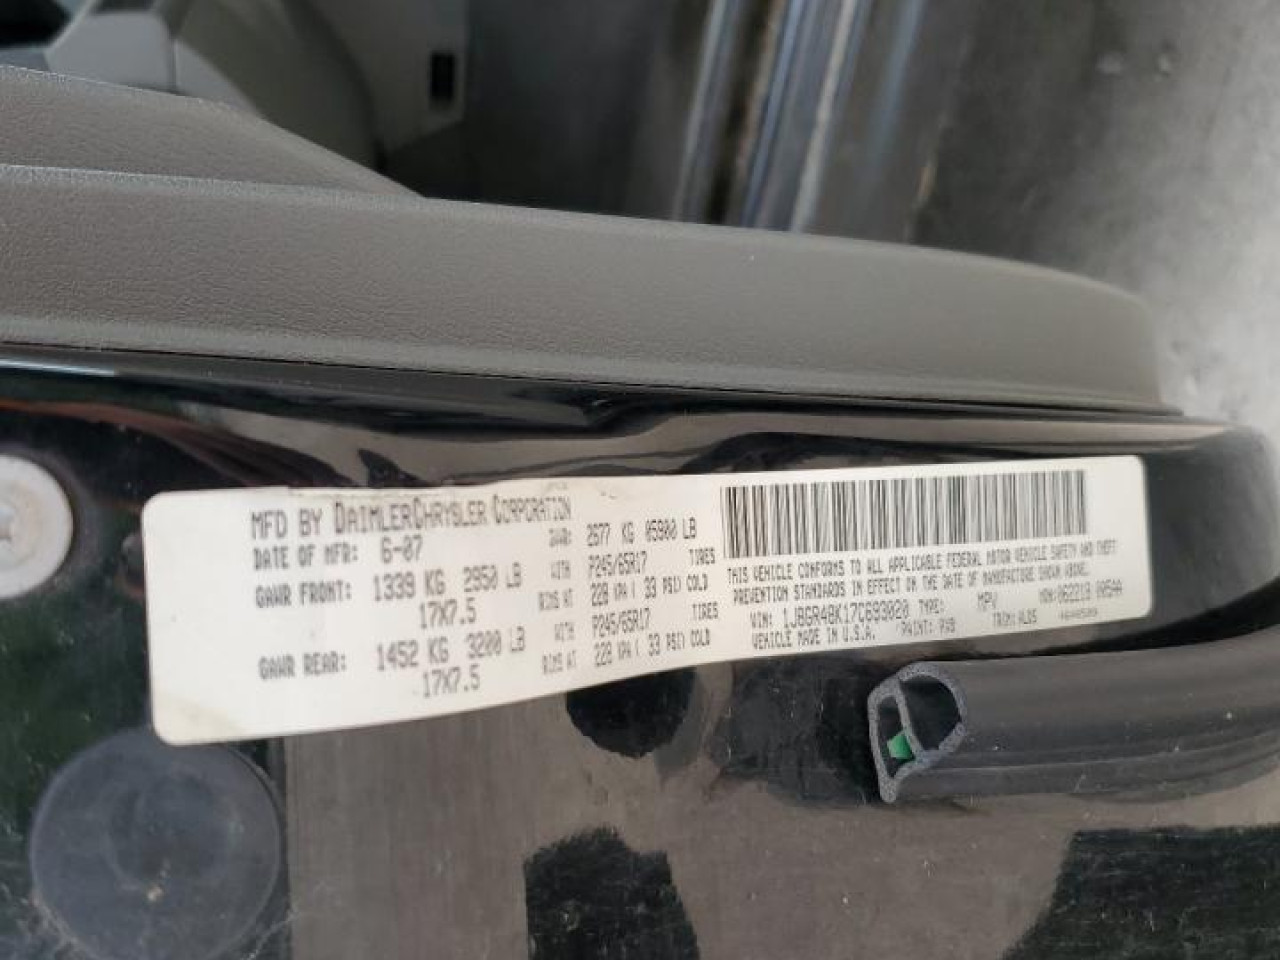 MFD BY DAIMLERCHRYSLER CORPORATION
DATE OF MFR: 6-07 GVWR: 2677 KG 05900 LB
GAWR FRONT: 1339 KG 2950 LB WITH P245/65R17 TIRES
17X7.5 RIMS AT 228 KPA( 33 PSI) COLD
GAWR REAR: 1452 KG 3200 LB WITH P245/65R17 TIRES
17X7.5 RIMS AT 228 KPA( 33 PSI) COLD
THIS VEHICLE CONFORMS TO ALL APPLICABLE FEDERAL MOTOR VEHICLE SAFETY AND THEFT
PREVENTION STANDARDS IN EFFECT ON THE DATE OF MANUFACTURE SHOWN ABOVE.
VIN: 1J8GR48K17C693020 TYPE: MPV MDH:
VEHICLE MADE IN U.S.A. PAINT: TRIM: